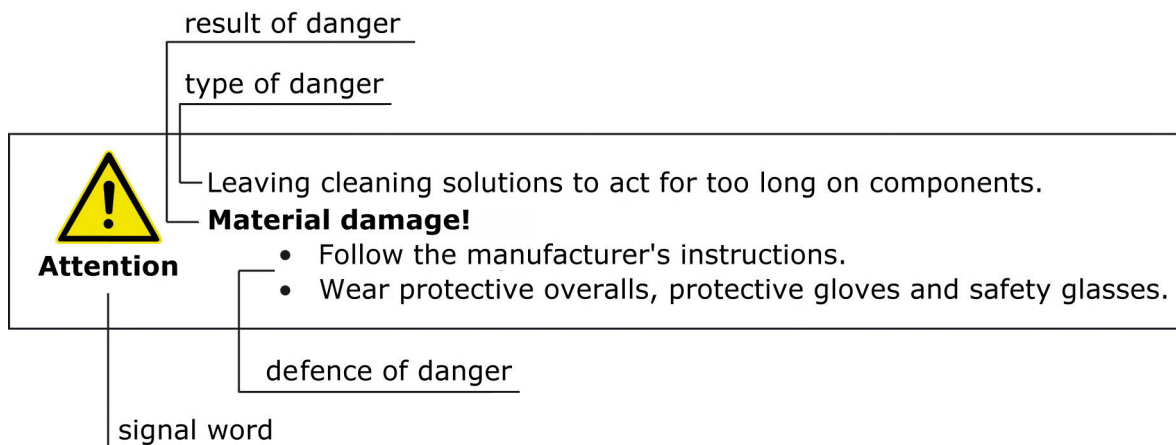 result of danger
type of danger
Leaving cleaning solutions to act for too long on components.
Material damage!
Attention
• Follow the manufacturer's instructions.
• Wear protective overalls, protective gloves and safety glasses.
defence of danger
signal word